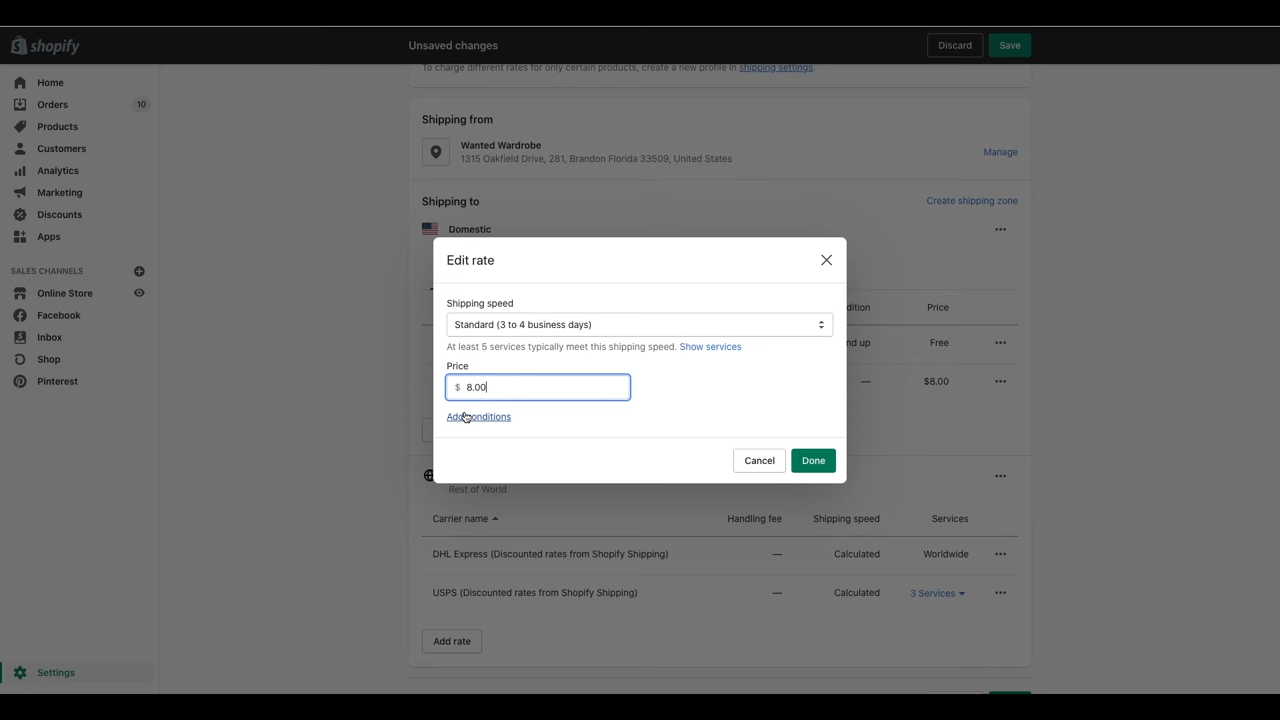 shopify
Unsaved changes
Discard
Save
Home
Orders 10
Products
Customers
Analytics
Marketing
Discounts
Apps
SALES CHANNELS
Online Store
Facebook
Inbox
Shop
Pinterest
Settings
To charge different rates for only certain products, create a new profile in shipping settings.
Shipping from
Wanted Wardrobe
1315 Oakfield Drive, 281, Brandon Florida 33509, United States
Manage
Shipping to
Create shipping zone
Domestic
Price
nd up Free
— $8.00
Edit rate
Shipping speed
Standard (3 to 4 business days)
At least 5 services typically meet this shipping speed. Show services
Price
$ 8.00
Add conditions
Cancel
Done
Rest of World
Carrier name Handling fee Shipping speed Services
DHL Express (Discounted rates from Shopify Shipping) — Calculated Worldwide
USPS (Discounted rates from Shopify Shipping) — Calculated 3 Services
Add rate